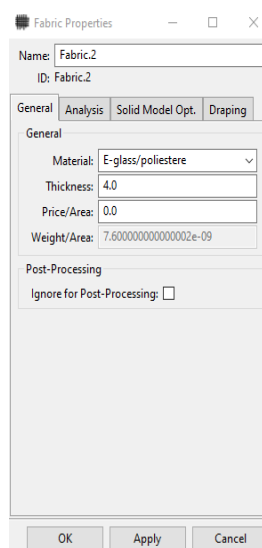 Fabric Properties
Name: Fabric.2
ID: Fabric.2
General Analysis Solid Model Opt. Draping
General
Material: E-glass/poliestere
Thickness: 4.0
Price/Area: 0.0
Weight/Area: 7.600000000000002e-09
Post-Processing
Ignore for Post-Processing:
OK Apply Cancel